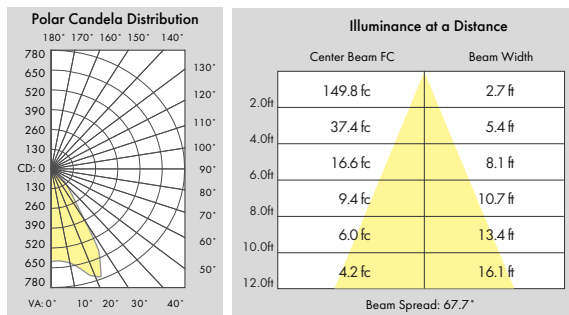 Polar Candela Distribution
180° 170° 160° 150° 140°
780
650
520
390
260
130
CD: 0
130
260
390
520
650
780
130°
120°
110°
100°
90°
80°
70°
60°
50°
VA: 0° 10° 20° 30° 40°
Illuminance at a Distance
Center Beam FC Beam Width
2.0ft 149.8 fc 2.7 ft
4.0ft 37.4 fc 5.4 ft
6.0ft 16.6 fc 8.1 ft
8.0ft 9.4 fc 10.7 ft
10.0ft 6.0 fc 13.4 ft
12.0ft 4.2 fc 16.1 ft
Beam Spread: 67.7°